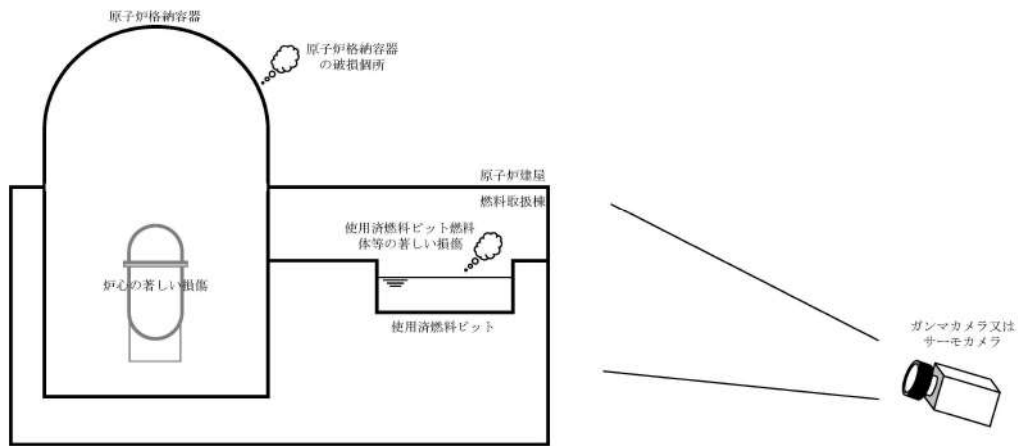 原子炉格納容器
原子炉格納容器
の破損個所
原子炉建屋
燃料取扱棟
使用済燃料ピット燃料
体等の著しい損傷
炉心の著しい損傷
使用済燃料ピット
ガンマカメラ又は
サーモカメラ